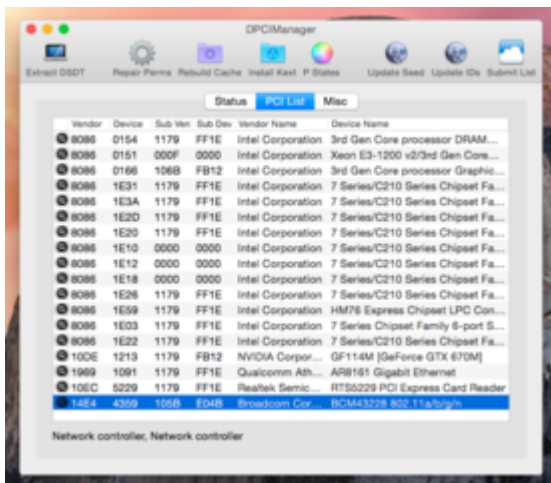 DPCIManager
Extract DSDT Repair Perms Rebuild Cache Install Kext P States Update Seed Update IDs Submit List
Status PCI List Misc
Vendor Device Sub Ven Sub Dev Vendor Name Device Name
8086 0154 1179 FF1E Intel Corporation 3rd Gen Core processor DRAM...
8086 0151 000F 0000 Intel Corporation Xeon E3-1200 v2/3rd Gen Core...
8086 0166 106B FB12 Intel Corporation 3rd Gen Core processor Graphic...
8086 1E31 1179 FF1E Intel Corporation 7 Series/C210 Series Chipset Fa...
8086 1E3A 1179 FF1E Intel Corporation 7 Series/C210 Series Chipset Fa...
8086 1E2D 1179 FF1E Intel Corporation 7 Series/C210 Series Chipset Fa...
8086 1E20 1179 FF1E Intel Corporation 7 Series/C210 Series Chipset Fa...
8086 1E10 0000 0000 Intel Corporation 7 Series/C210 Series Chipset Fa...
8086 1E12 0000 0000 Intel Corporation 7 Series/C210 Series Chipset Fa...
8086 1E18 0000 0000 Intel Corporation 7 Series/C210 Series Chipset Fa...
8086 1E26 1179 FF1E Intel Corporation 7 Series/C210 Series Chipset Fa...
8086 1E59 1179 FF1E Intel Corporation HM76 Express Chipset LPC Con...
8086 1E03 1179 FF1E Intel Corporation 7 Series Chipset Family 6-port S...
8086 1E22 1179 FF1E Intel Corporation 7 Series/C210 Series Chipset Fa...
10DE 1213 1179 FB12 NVIDIA Corpor... GF114M [GeForce GTX 670M]
1969 1091 1179 FF1E Qualcomm Ath... AR8161 Gigabit Ethernet
10EC 5229 1179 FF1E Realtek Semic... RTS5229 PCI Express Card Reader
14E4 4359 105B E04B Broadcom Cor... BCM43228 802.11a/b/g/n
Network controller, Network controller